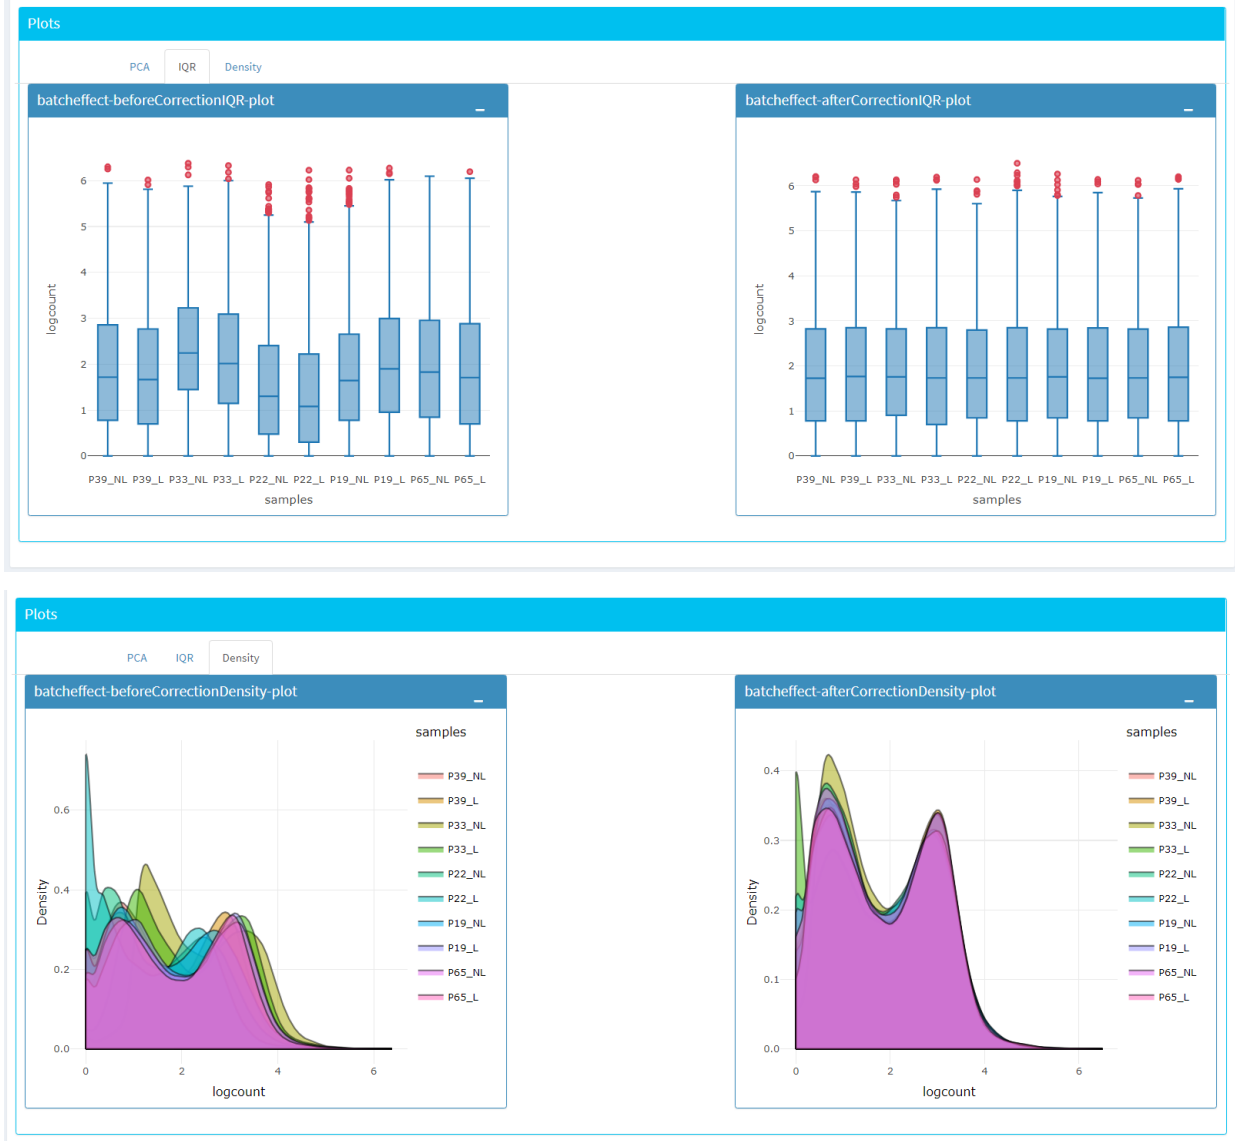 Plots
PCA IQR Density
batcheffect-beforeCorrectionIQR-plot
6
5
4
3
2
1
0
logcount
P39_NL P39_L P33_NL P33_L P22_NL P22_L P19_NL P19_L P65_NL P65_L
samples
batcheffect-afterCorrectionIQR-plot
6
5
4
3
2
1
0
logcount
P39_NL P39_L P33_NL P33_L P22_NL P22_L P19_NL P19_L P65_NL P65_L
samples
Plots
PCA IQR Density
batcheffect-beforeCorrectionDensity-plot
samples
P39_NL
P39_L
P33_NL
P33_L
P22_NL
P22_L
P19_NL
P19_L
P65_NL
P65_L
0.6
0.4
0.2
0.0
Density
0 2 4 6
logcount
batcheffect-afterCorrectionDensity-plot
samples
P39_NL
P39_L
P33_NL
P33_L
P22_NL
P22_L
P19_NL
P19_L
P65_NL
P65_L
0.4
0.3
0.2
0.1
0.0
Density
0 2 4 6
logcount